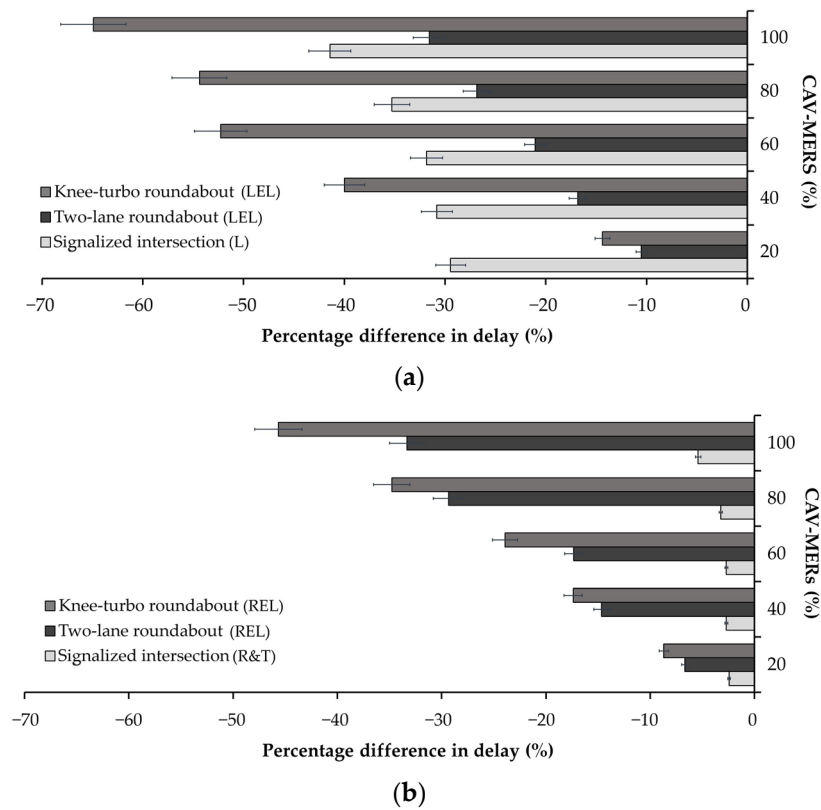 100
80
60
40
20
CAV-MERS (%)
Knee-turbo roundabout (LEL)
Two-lane roundabout (LEL)
Signalized intersection (L)
−70 −60 −50 −40 −30 −20 −10 0
Percentage difference in delay (%)
(a)
100
80
60
40
20
CAV-MERs (%)
Knee-turbo roundabout (REL)
Two-lane roundabout (REL)
Signalized intersection (R&T)
−70 −60 −50 −40 −30 −20 −10 0
Percentage difference in delay (%)
(b)